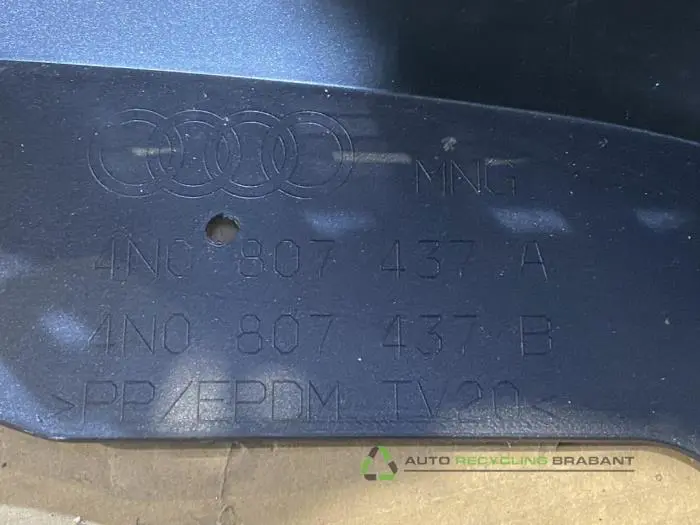 MNG
4N0 807 437 A
4N0 807 437 B
>PP/EPDM TV20<
AUTO RECYCLING BRABANT